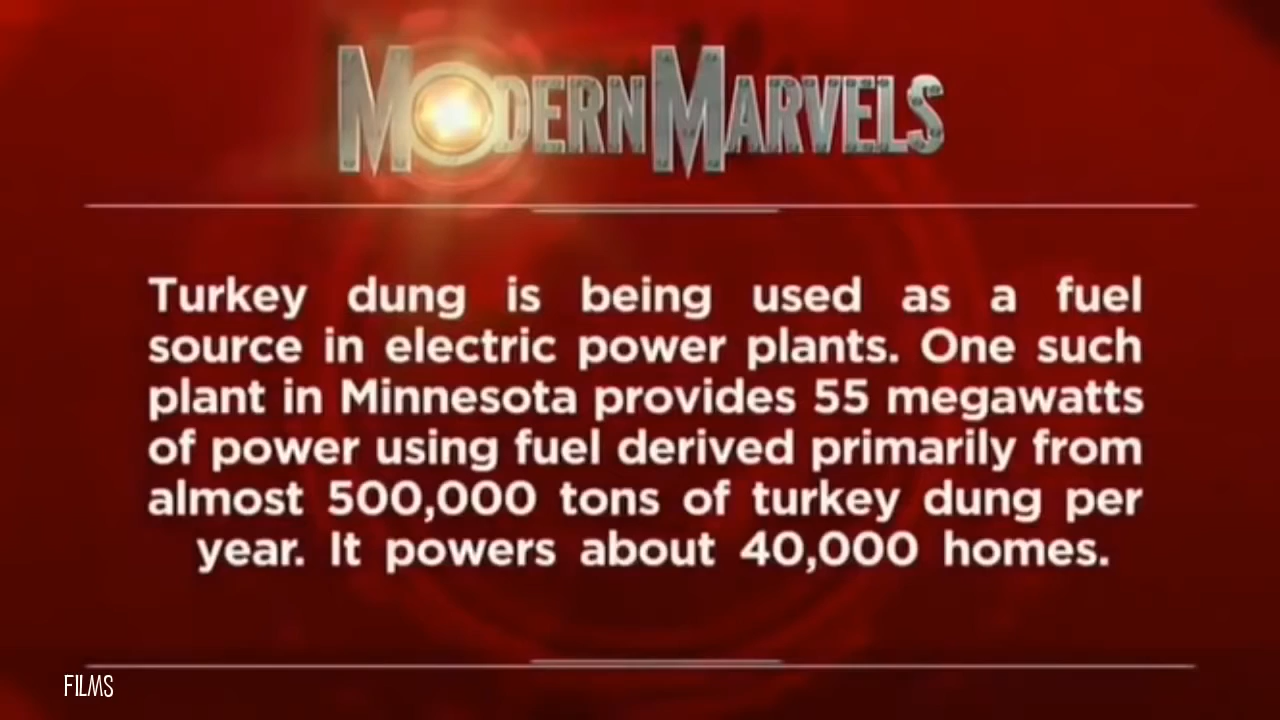 MODERN MARVELS
Turkey dung is being used as a fuel
source in electric power plants. One such
plant in Minnesota provides 55 megawatts
of power using fuel derived primarily from
almost 500,000 tons of turkey dung per
year. It powers about 40,000 homes.
FILMS